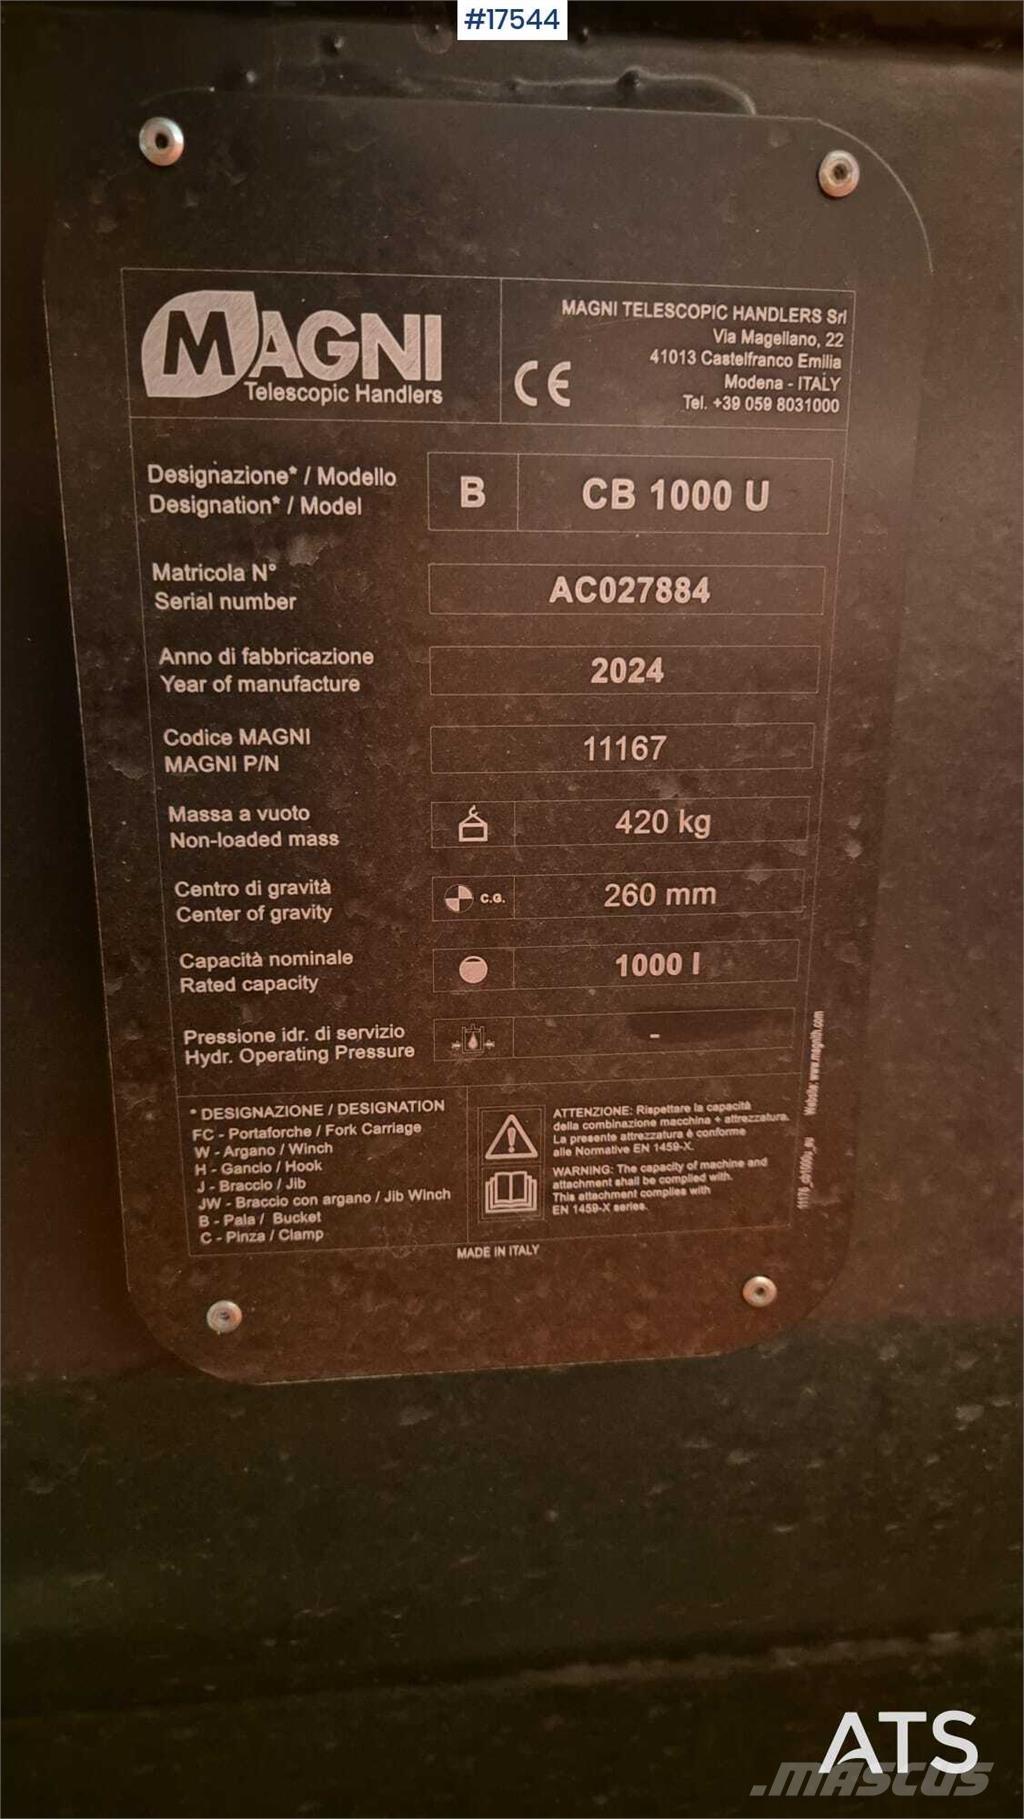 #17544
MAGNI
Telescopic Handlers
CE
MAGNI TELESCOPIC HANDLERS Srl
Via Magellano, 22
41013 Castelfranco Emilia
Modena - ITALY
Tel. +39 059 8031000
Designazione* / Modello
Designation* / Model
B
CB 1000 U
Matricola N°
Serial number
AC027884
Anno di fabbricazione
Year of manufacture
2024
Codice MAGNI
MAGNI P/N
11167
Massa a vuoto
Non-loaded mass
420 kg
Centro di gravità
Center of gravity
C.G.
260 mm
Capacità nominale
Rated capacity
1000 l
Pressione idr. di servizio
Hydr. Operating Pressure
-
* DESIGNAZIONE / DESIGNATION
FC - Portaforche / Fork Carriage
W - Argano / Winch
H - Gancio / Hook
J - Braccio / Jib
JW - Braccio con argano / Jib Winch
B - Pala / Bucket
C - Pinza / Clamp
ATTENZIONE: Rispettare la capacità
della combinazione macchina + attrezzatura.
La presente attrezzatura è conforme
alle Normative EN 1459-X.
WARNING: The capacity of machine and
attachment shall be complied with.
This attachment complies with
EN 1459-X series.
MADE IN ITALY
Website: www.magnith.com
ATS
.mascus